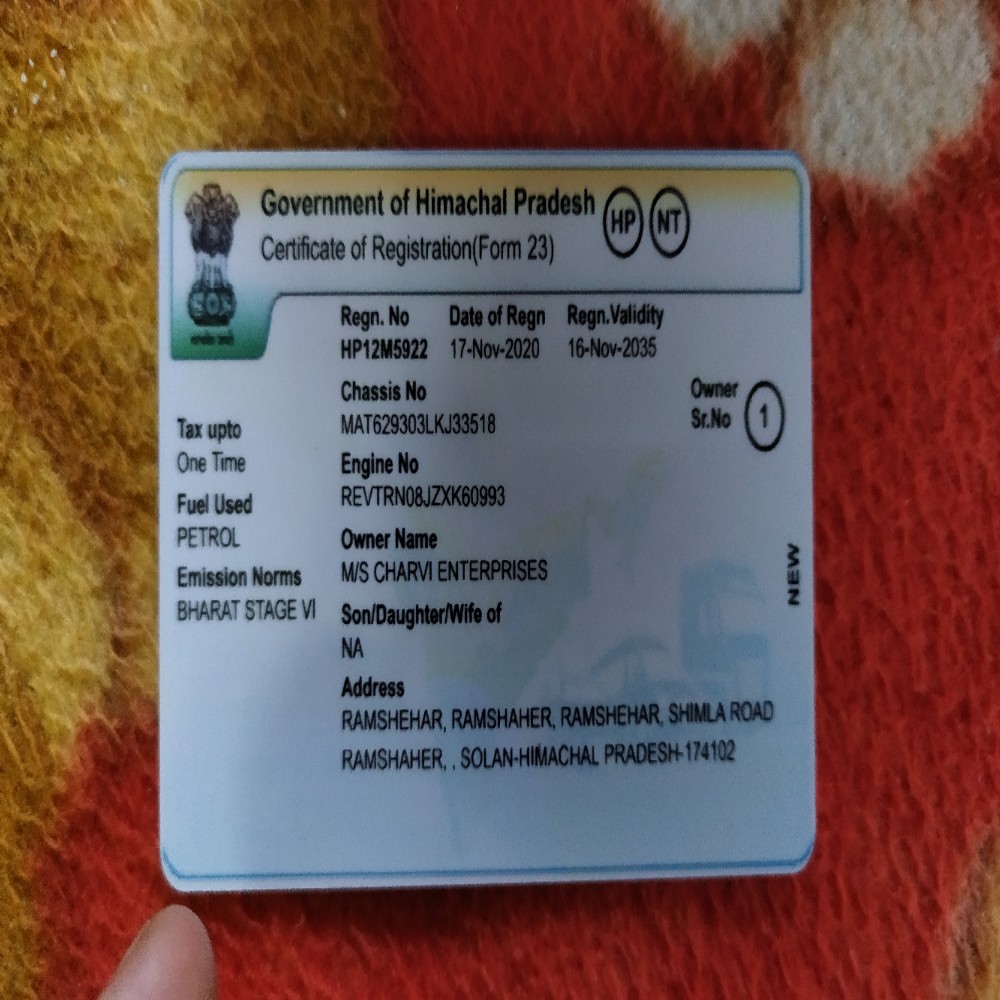 Government of Himachal Pradesh HP NT
Certificate of Registration(Form 23)
Regn. No Date of Regn Regn.Validity
HP12M5922 17-Nov-2020 16-Nov-2035
Chassis No
MAT629303LKJ33518
Owner
Sr.No 1
Tax upto
One Time
Engine No
REVTRN08JZXK60993
Fuel Used
PETROL
Owner Name
M/S CHARVI ENTERPRISES
Emission Norms
BHARAT STAGE VI
Son/Daughter/Wife of
NA
NEW
Address
RAMSHEHAR, RAMSHAHER, RAMSHEHAR, SHIMLA ROAD
RAMSHAHER, , SOLAN-HIMACHAL PRADESH-174102